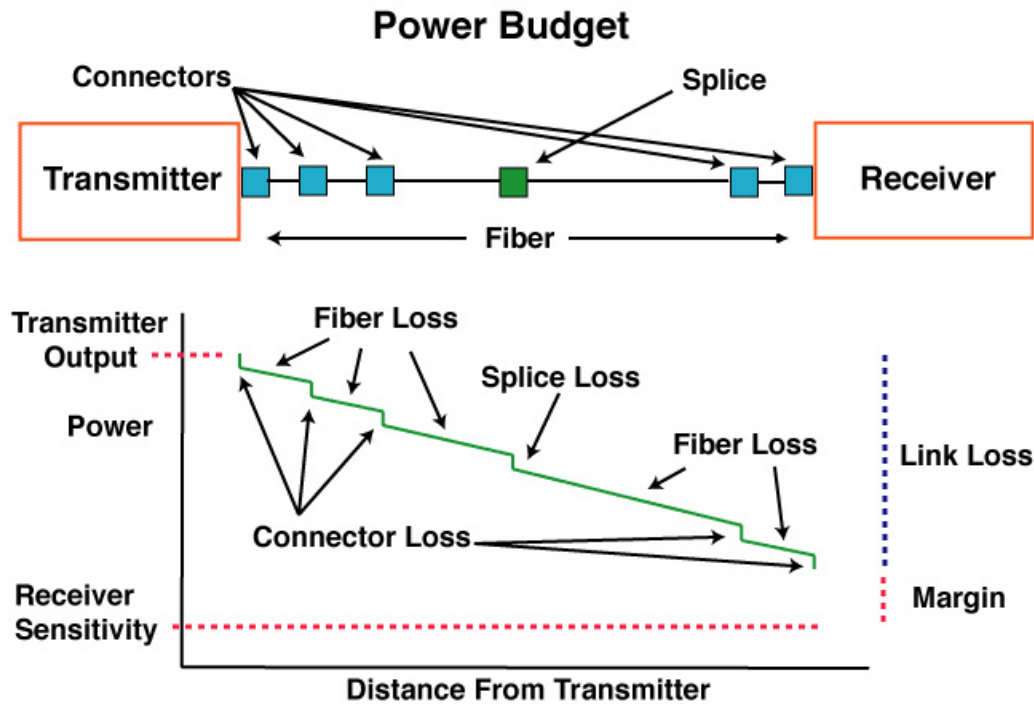 Power Budget
Connectors
Splice
Transmitter
Receiver
Fiber
Transmitter
Output
Fiber Loss
Splice Loss
Power
Fiber Loss
Link Loss
Connector Loss
Receiver
Sensitivity
Margin
Distance From Transmitter